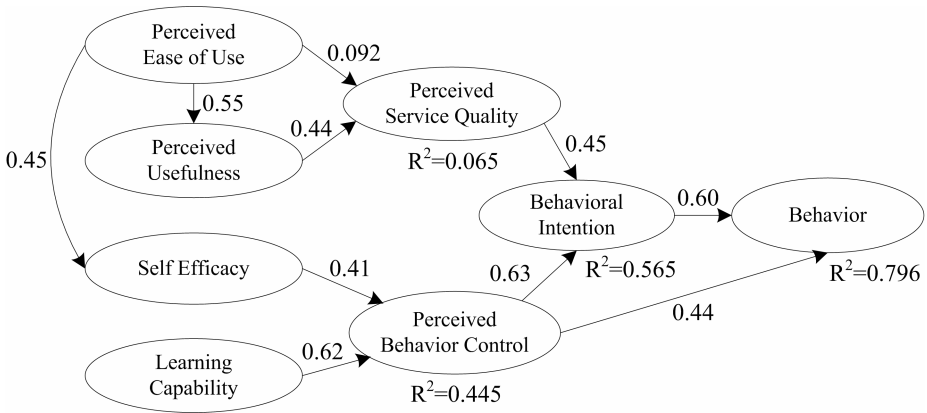 Perceived
Ease of Use
0.092
Perceived
Service Quality
0.55
0.44
Perceived
Usefulness
R²=0.065
0.45
0.45
Behavioral
Intention
0.60
Behavior
Self Efficacy
0.41
0.63
R²=0.565
R²=0.796
Perceived
Behavior Control
0.44
Learning
Capability
0.62
R²=0.445